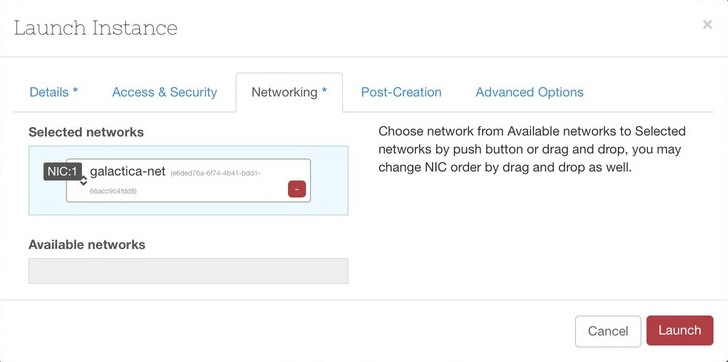 Launch Instance
×
Details *
Access & Security
Networking *
Post-Creation
Advanced Options
Selected networks
NIC:1
galactica-net (e6ded76a-6f74-4b41-bdd1-
66acc9c4fdd8)
-
Choose network from Available networks to Selected
networks by push button or drag and drop, you may
change NIC order by drag and drop as well.
Available networks
Cancel
Launch